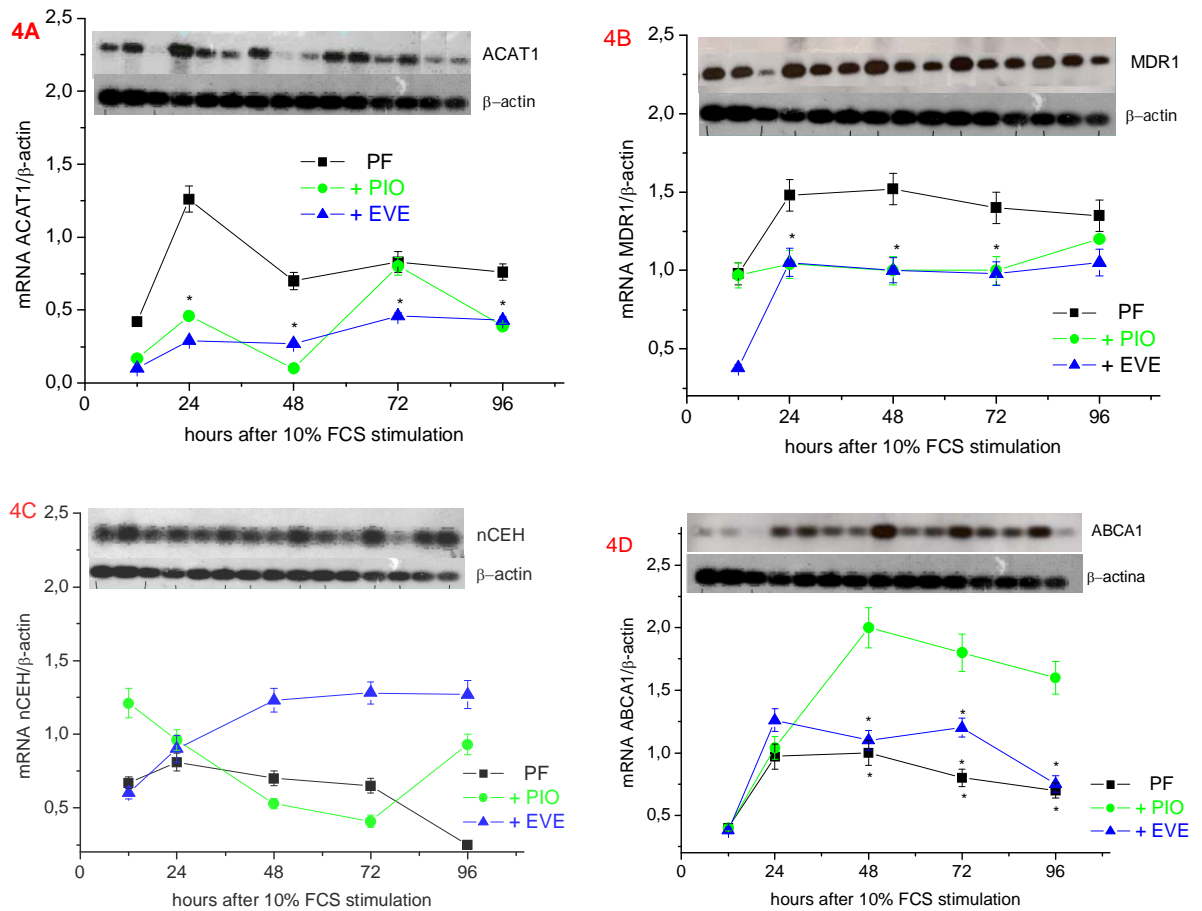 4A
2,5
ACAT1
2,0
β–actin
1,5
PF
+ PIO
+ EVE
1,0
0,5
0,0
* * * *
0 24 48 72 96
mRNA ACAT1/β-actin
hours after 10% FCS stimulation
4B
2,5
MDR1
2,0
β–actin
1,5
1,0
* * *
PF
+ PIO
+ EVE
0,5
0 24 48 72 96
mRNA MDR1/β-actin
hours after 10% FCS stimulation
4C
2,5
nCEH
β–actin
2,0
1,5
1,0
0,5
PF
+ PIO
+ EVE
0 24 48 72 96
mRNA nCEH/β-actin
hours after 10% FCS stimulation
4D
ABCA1
2,5
β–actina
2,0
1,5
1,0
0,5
* * *
* * *
PF
+ PIO
+ EVE
0 24 48 72 96
mRNA ABCA1/β-actin
hours after 10% FCS stimulation